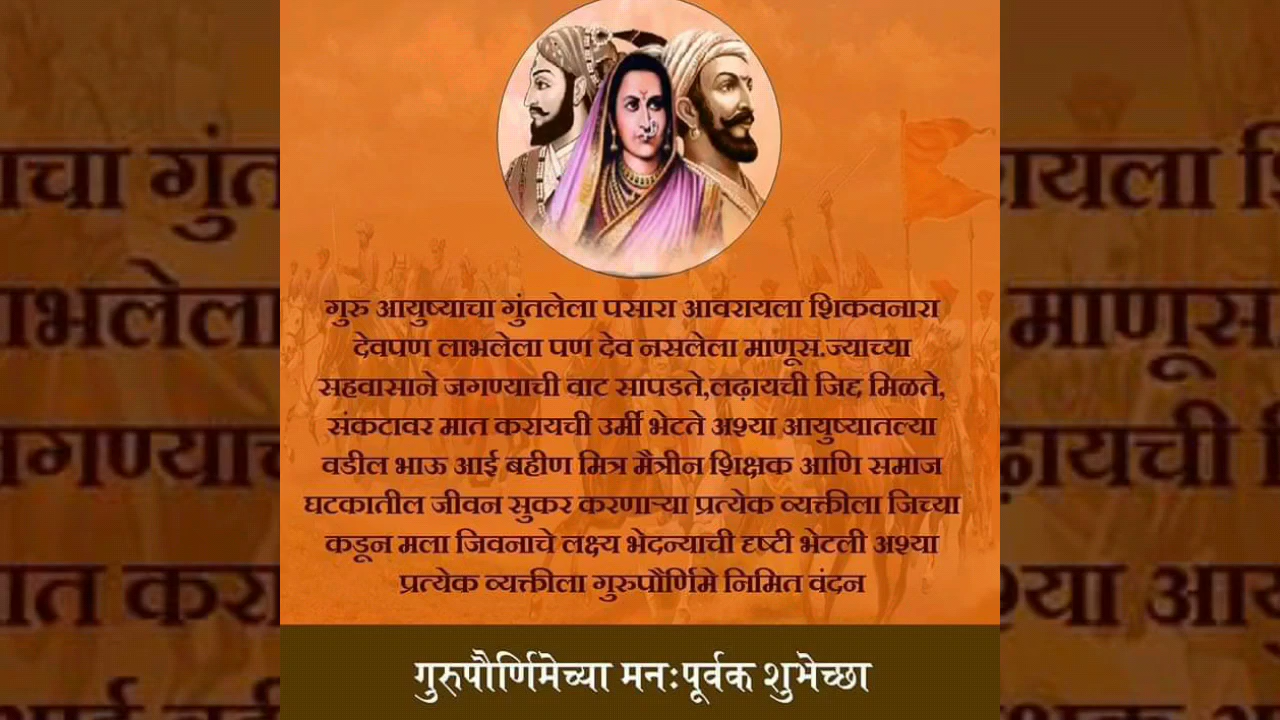 गुरु आयुष्याचा गुंतलेला पसारा आवरायला शिकवनारा
देवपण लाभलेला पण देव नसलेला माणूस.ज्याच्या
सहवासाने जगण्याची वाट सापडते,लढ़ायची जिद्द मिळते,
संकटावर मात करायची उर्मी भेटते अश्या आयुष्यातल्या
वडील भाऊ आई बहीण मित्र मैत्रीन शिक्षक आणि समाज
घटकातील जीवन सुकर करणाऱ्या प्रत्येक व्यक्तीला जिच्या
कडून मला जिवनाचे लक्ष्य भेदन्याची दृष्टी भेटली अश्या
प्रत्येक व्यक्तीला गुरुपौर्णिमे निमित वंदन
गुरुपौर्णिमेच्या मनःपूर्वक शुभेच्छा